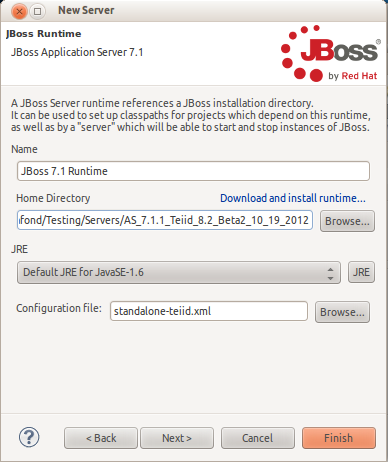 New Server
JBoss Runtime
JBoss Application Server 7.1
JBoss
by Red Hat
A JBoss Server runtime references a JBoss installation directory.
It can be used to set up classpaths for projects which depend on this runtime,
as well as by a "server" which will be able to start and stop instances of JBoss.
Name
JBoss 7.1 Runtime
Home Directory Download and install runtime...
fond/Testing/Servers/AS_7.1.1_Teiid_8.2_Beta2_10_19_2012 Browse...
JRE
Default JRE for JavaSE-1.6 JRE
Configuration file: standalone-teiid.xml Browse...
? < Back Next > Cancel Finish